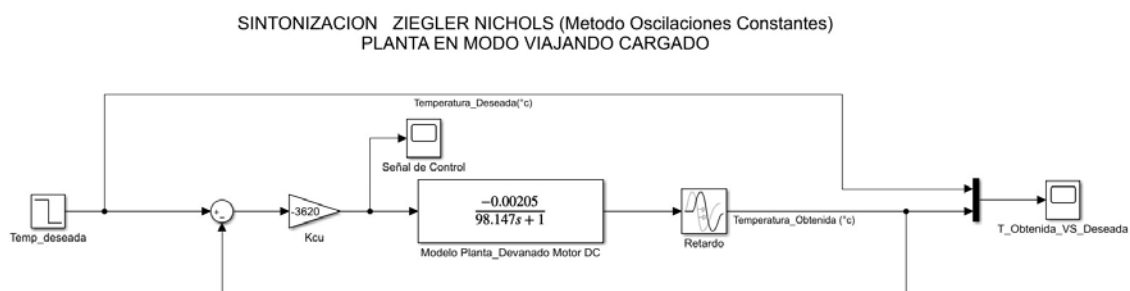 SINTONIZACION ZIEGLER NICHOLS (Metodo Oscilaciones Constantes)
PLANTA EN MODO VIAJANDO CARGADO
Temperatura_Deseada(°c)
Señal de Control
Temp_deseada
+
−
-3620
Kcu
-0.00205
98.147s + 1
Modelo Planta_Devanado Motor DC
Retardo
Temperatura_Obtenida (°c)
T_Obtenida_VS_Deseada